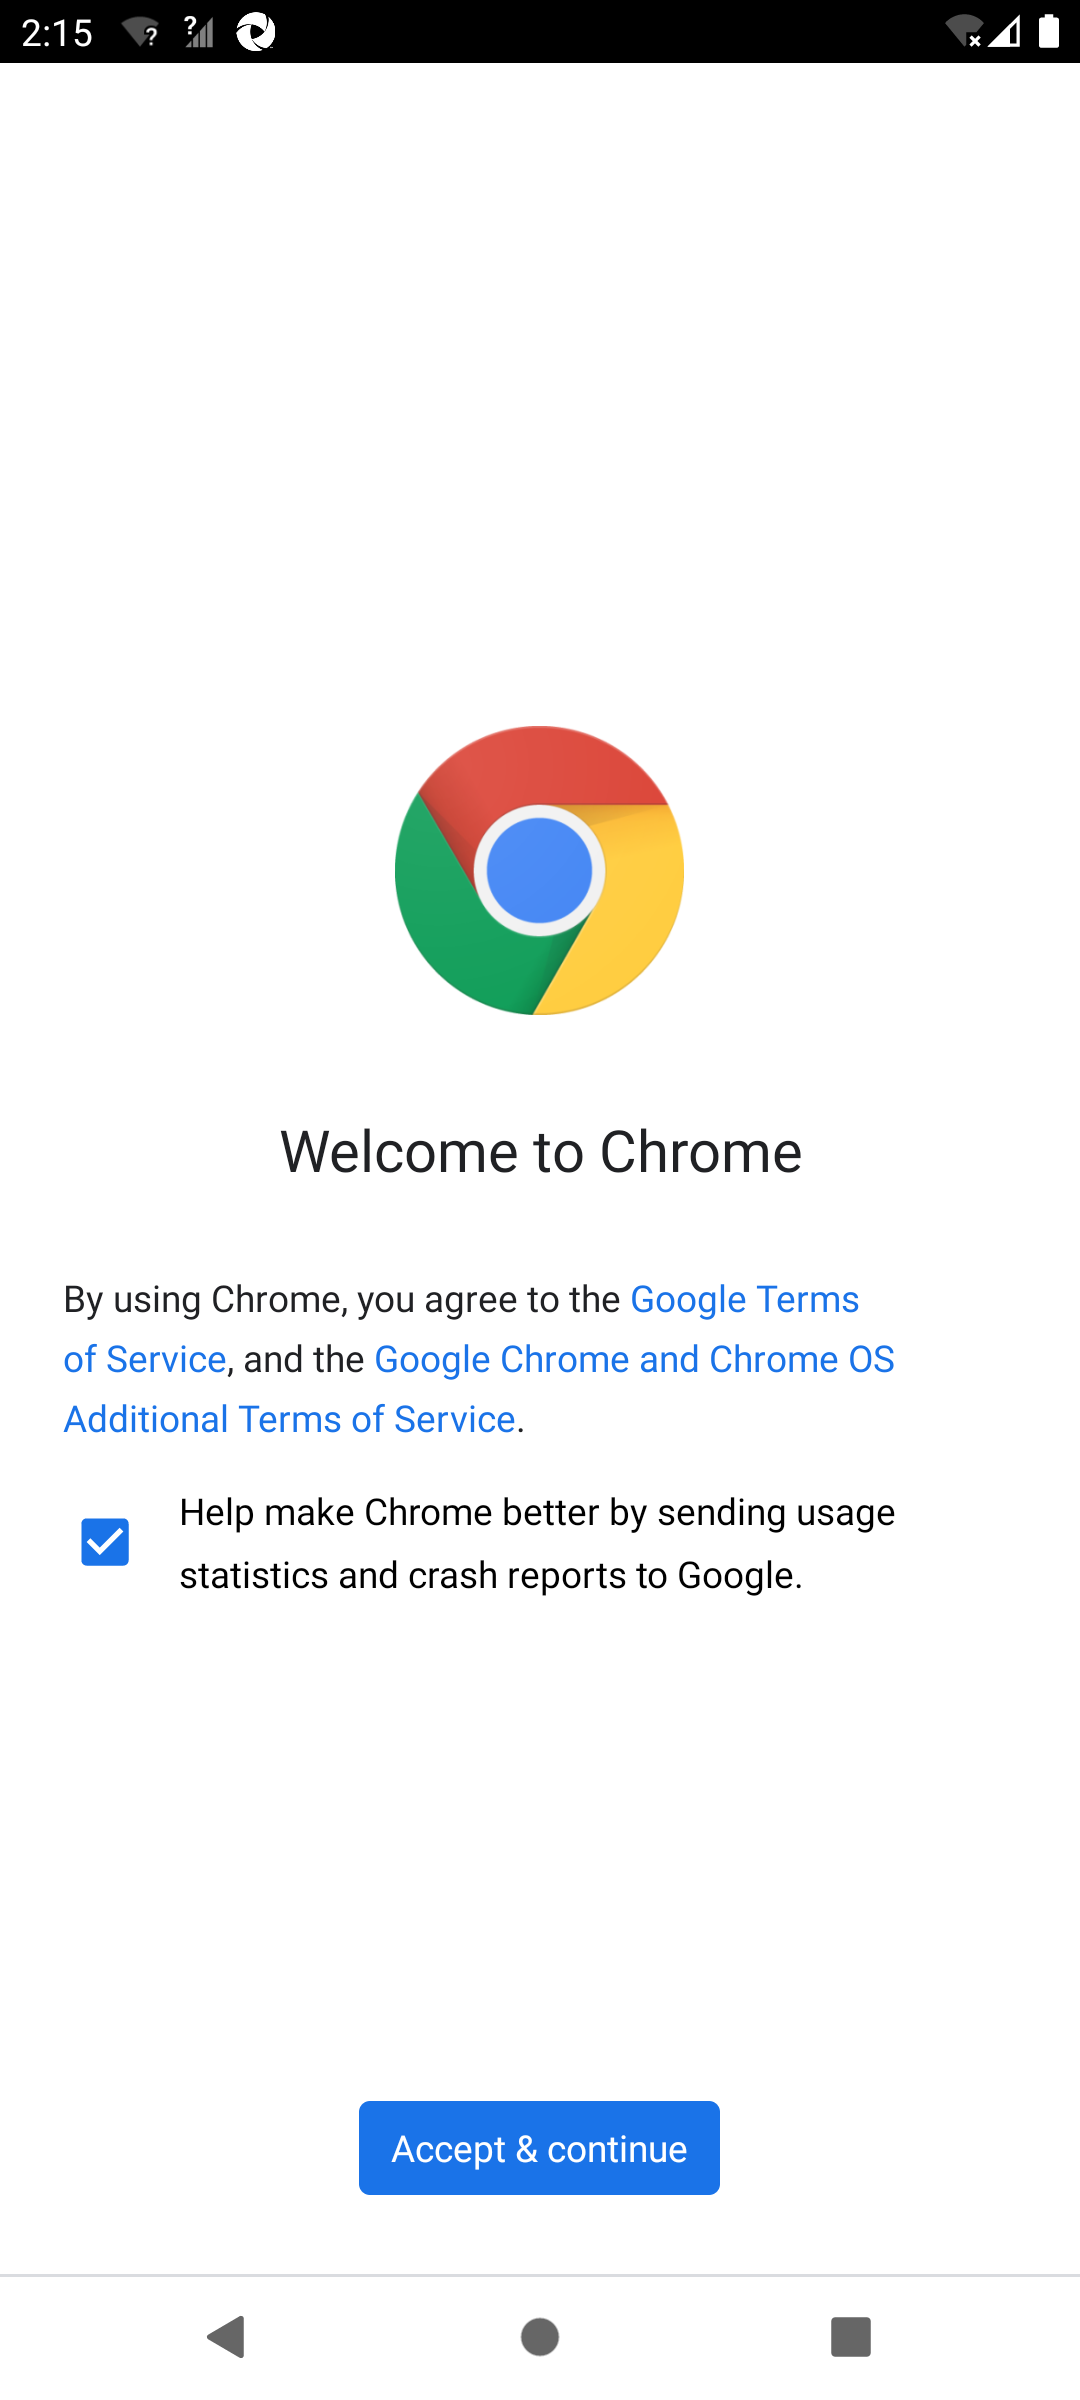 2:15
Welcome to Chrome
By using Chrome, you agree to the Google Terms
of Service, and the Google Chrome and Chrome OS
Additional Terms of Service.
Help make Chrome better by sending usage
statistics and crash reports to Google.
Accept & continue